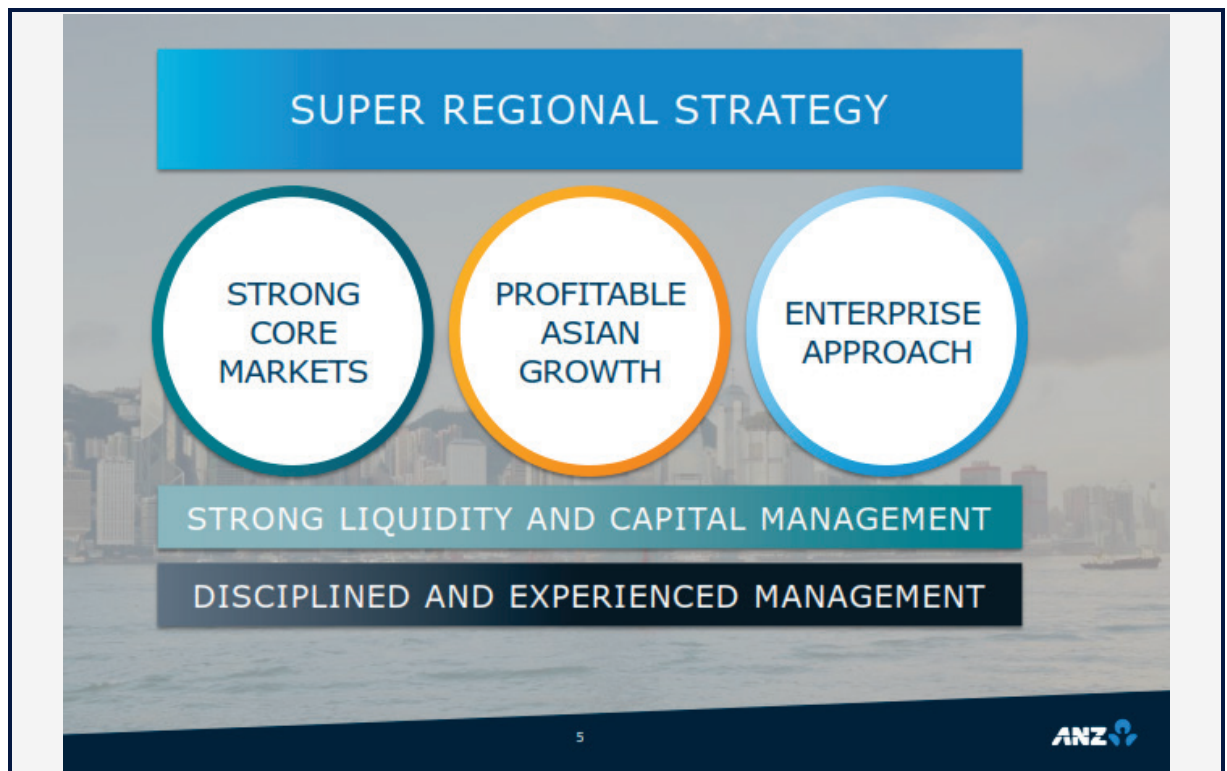 SUPER REGIONAL STRATEGY
STRONG
CORE
MARKETS
PROFITABLE
ASIAN
GROWTH
ENTERPRISE
APPROACH
STRONG LIQUIDITY AND CAPITAL MANAGEMENT
DISCIPLINED AND EXPERIENCED MANAGEMENT
5
ANZ